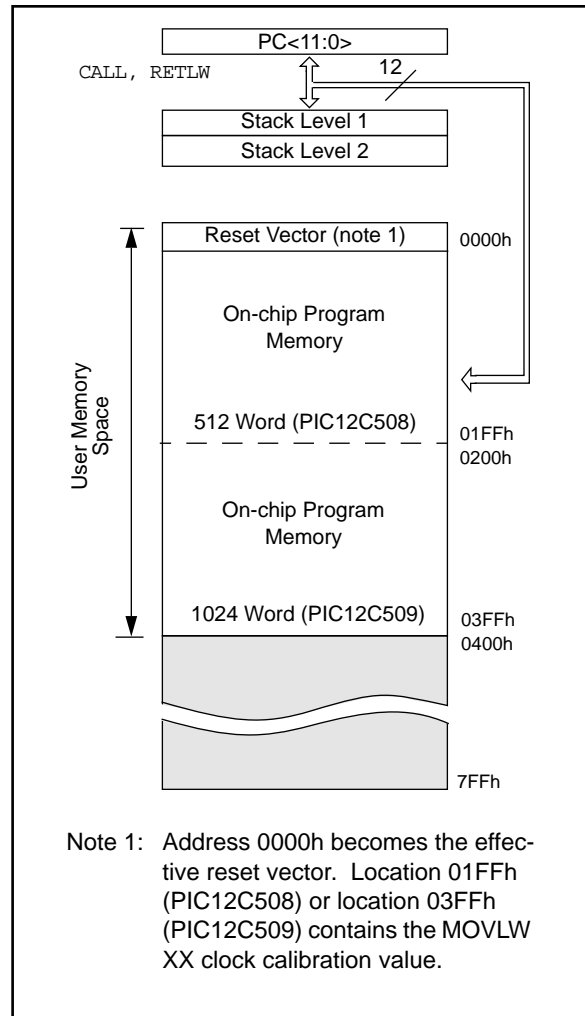 PC<11:0>
CALL, RETLW
12
Stack Level 1
Stack Level 2
Reset Vector (note 1)
0000h
On-chip Program
Memory
User Memory
Space
512 Word (PIC12C508)
01FFh
0200h
On-chip Program
Memory
1024 Word (PIC12C509)
03FFh
0400h
7FFh
Note 1: Address 0000h becomes the effec-
tive reset vector. Location 01FFh
(PIC12C508) or location 03FFh
(PIC12C509) contains the MOVLW
XX clock calibration value.